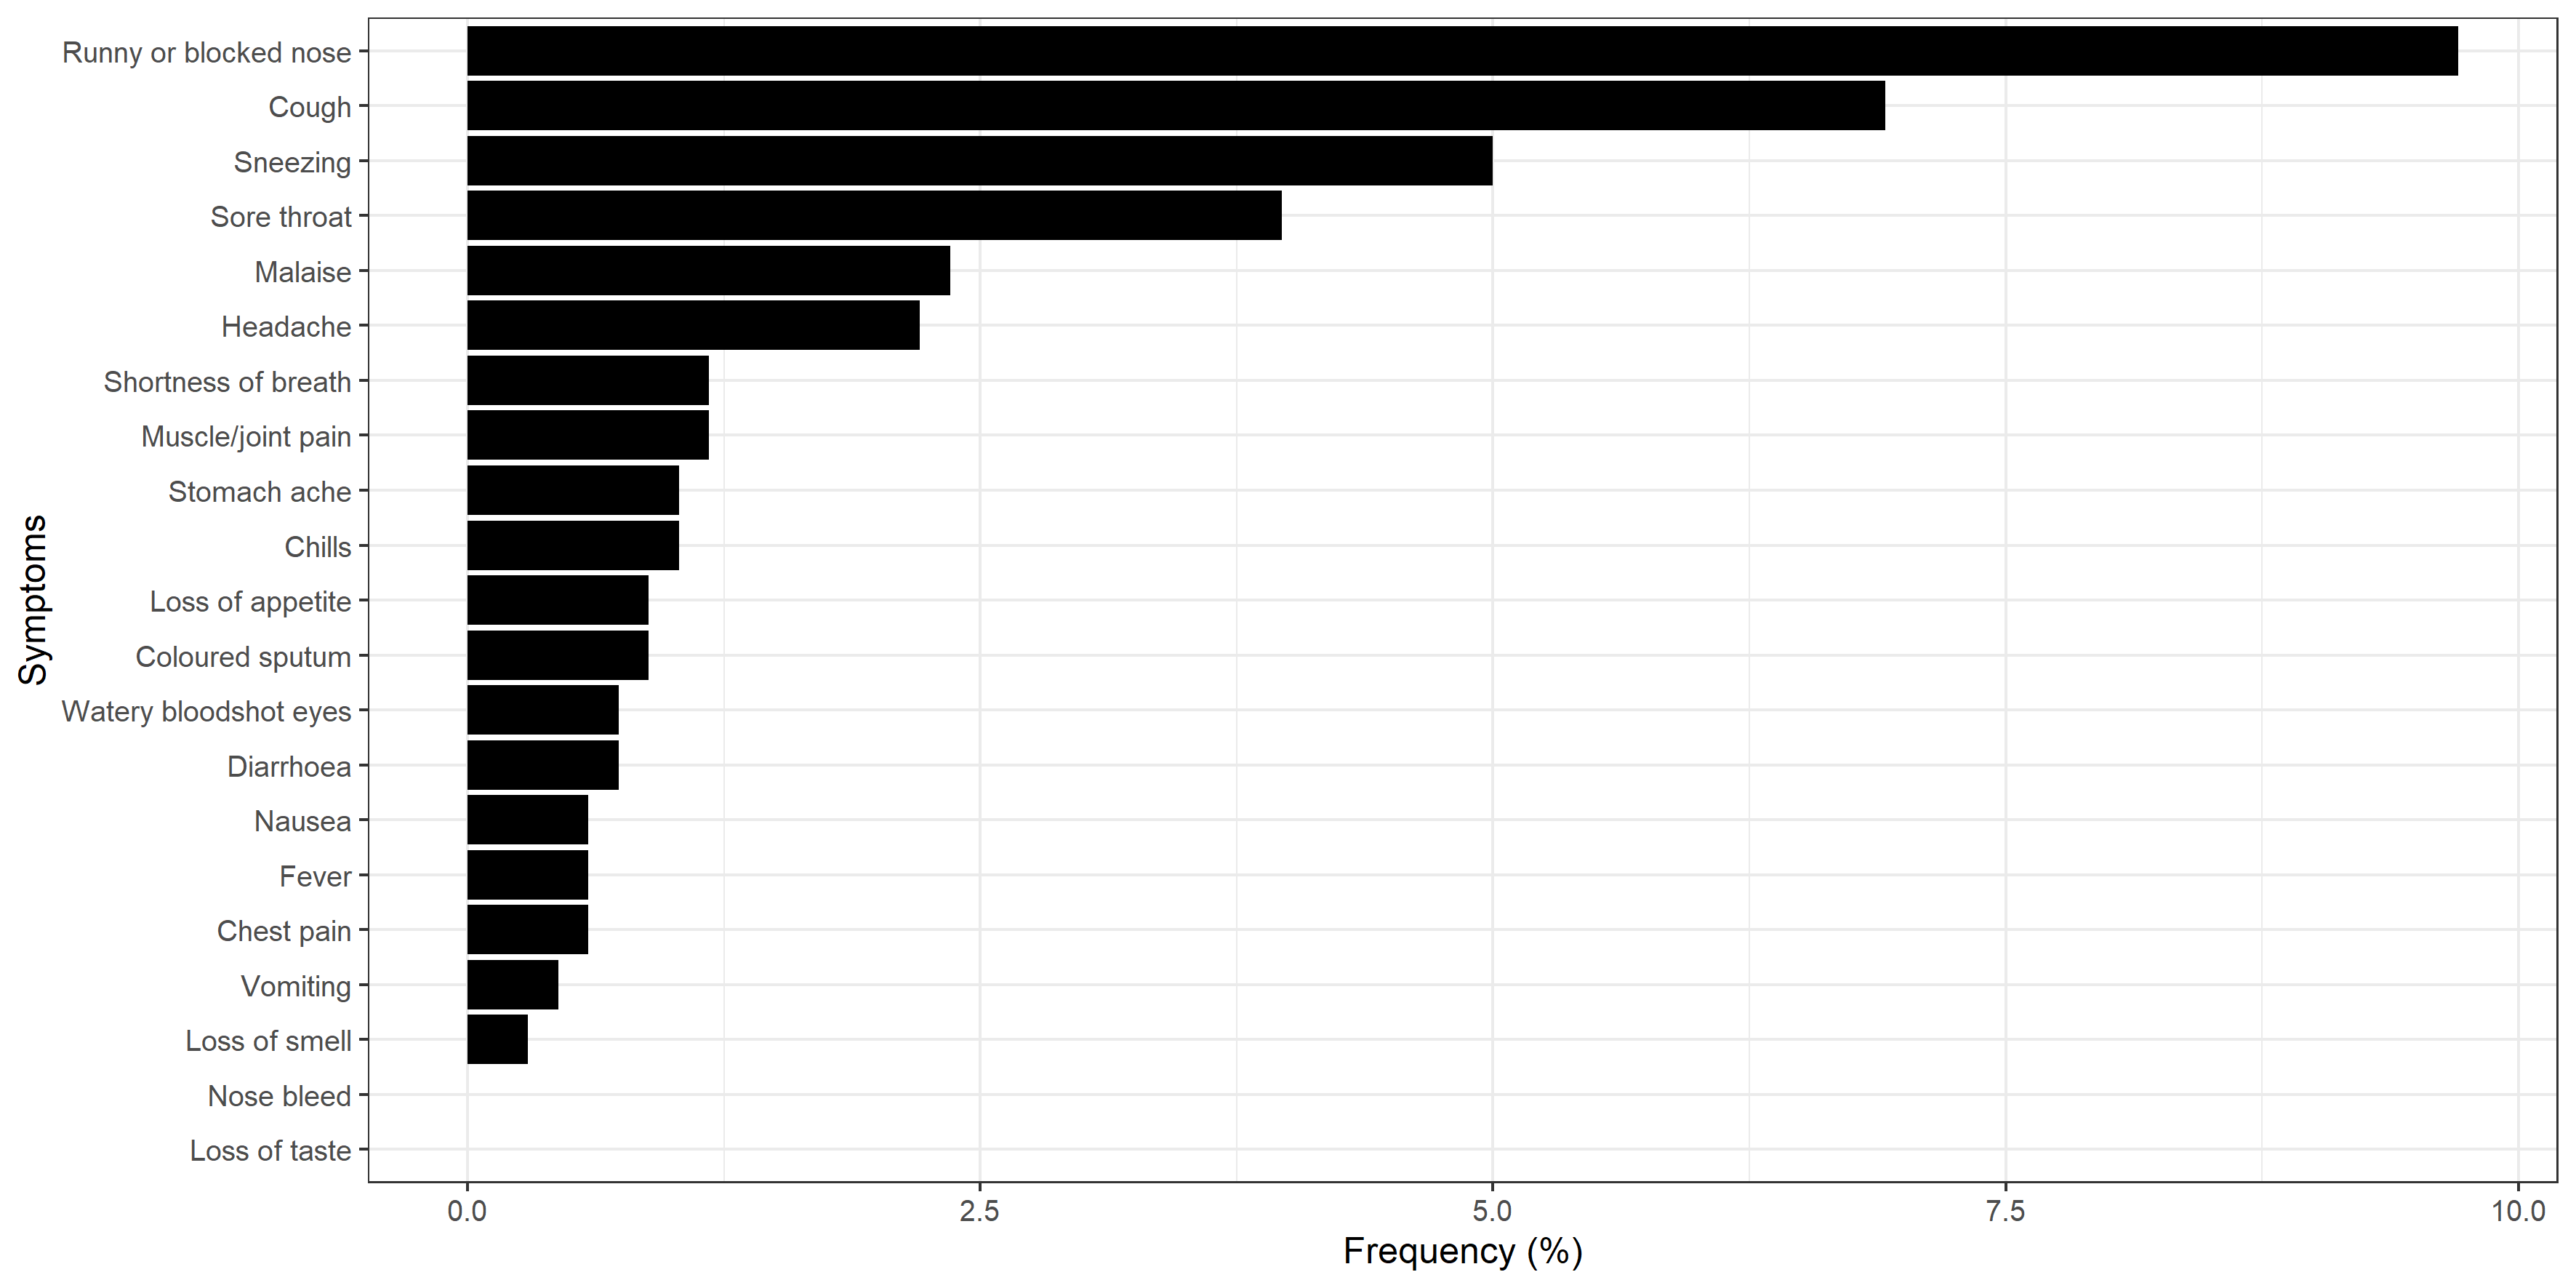 Runny or blocked nose
Cough
Sneezing
Sore throat
Malaise
Headache
Shortness of breath
Muscle/joint pain
Stomach ache
Chills
Loss of appetite
Coloured sputum
Watery bloodshot eyes
Diarrhoea
Nausea
Fever
Chest pain
Vomiting
Loss of smell
Nose bleed
Loss of taste
Symptoms
0.0 2.5 5.0 7.5 10.0
Frequency (%)